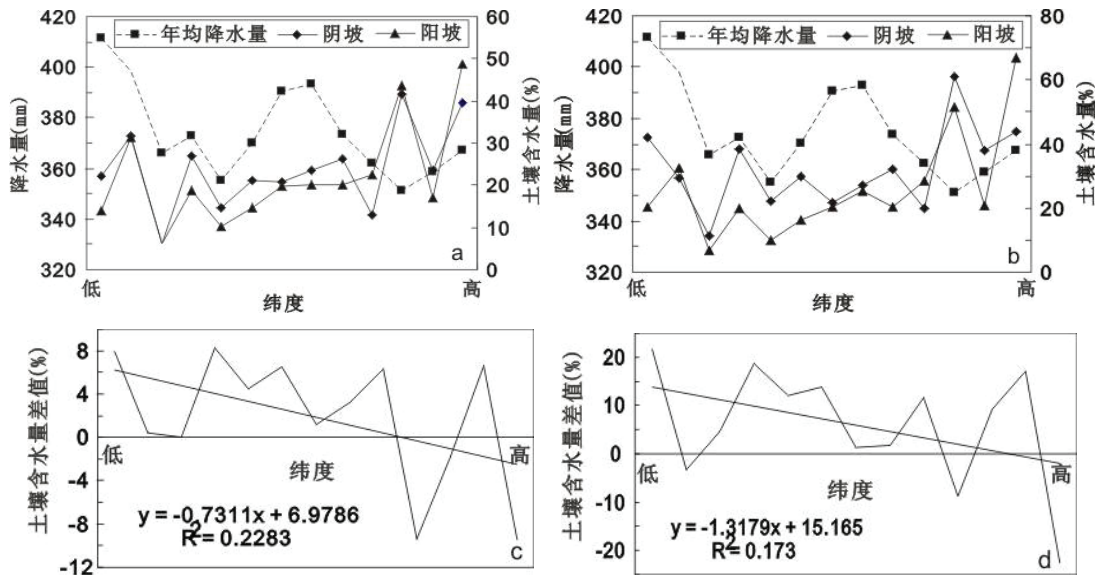 420
400
380
360
340
320
降水量(mm)
年均降水量 阴坡 阳坡
60
50
40
30
20
10
0
土壤含水量(%)
a
低 纬度 高
420
400
380
360
340
320
降水量(mm)
年均降水量 阴坡 阳坡
80
60
40
20
0
土壤含水量(%)
b
低 纬度 高
8
4
0
-4
-8
-12
土壤含水量差值(%)
低 纬度 高
y = -0.7311x + 6.9786
R2 = 0.2283
c
20
10
0
-10
-20
土壤含水量差值(%)
低 纬度 高
y = -1.3179x + 15.165
R2 = 0.173
d